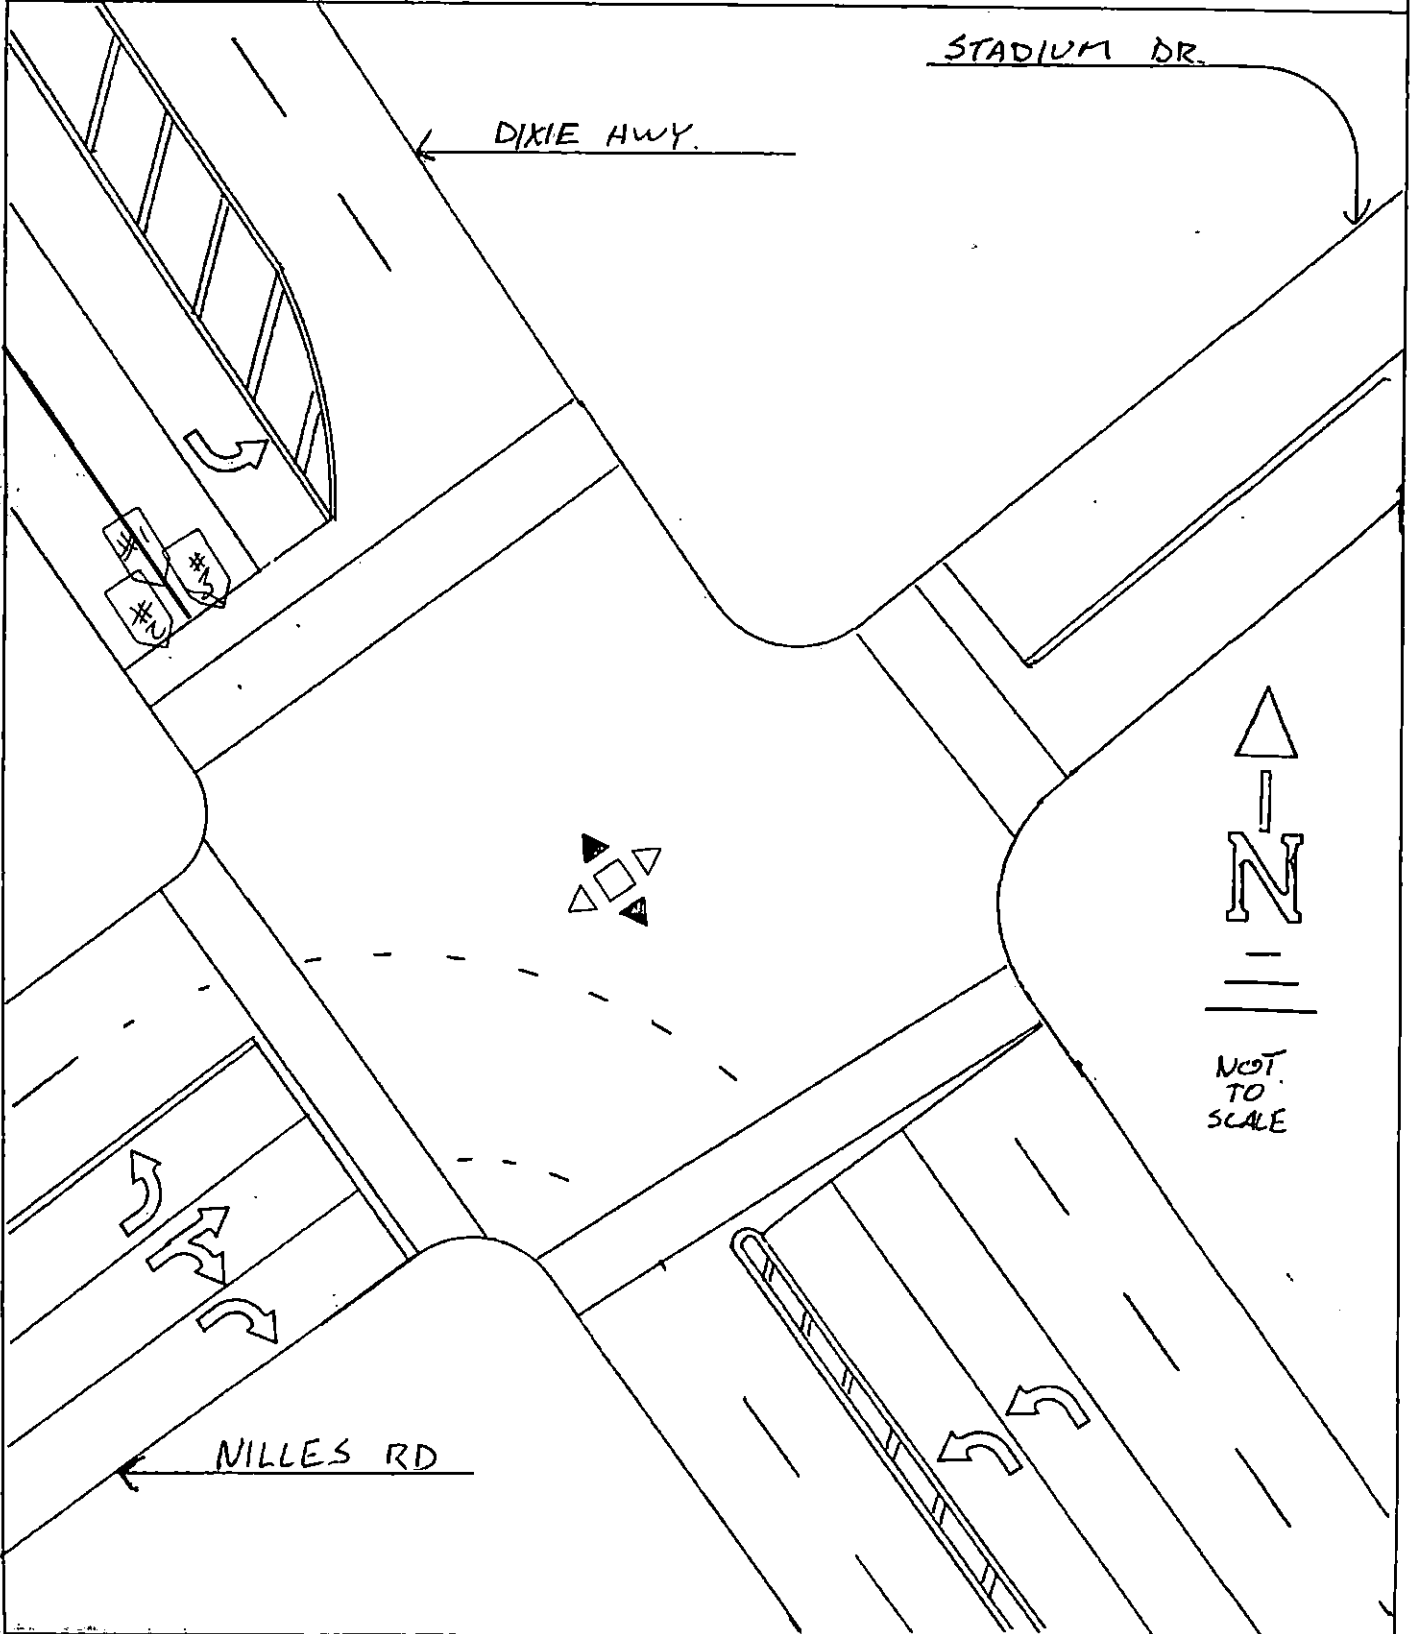 STADIUM DR.
DIXIE HWY.
#1
#3
#2
N
NOT.
TO
SCALE
NILLES RD